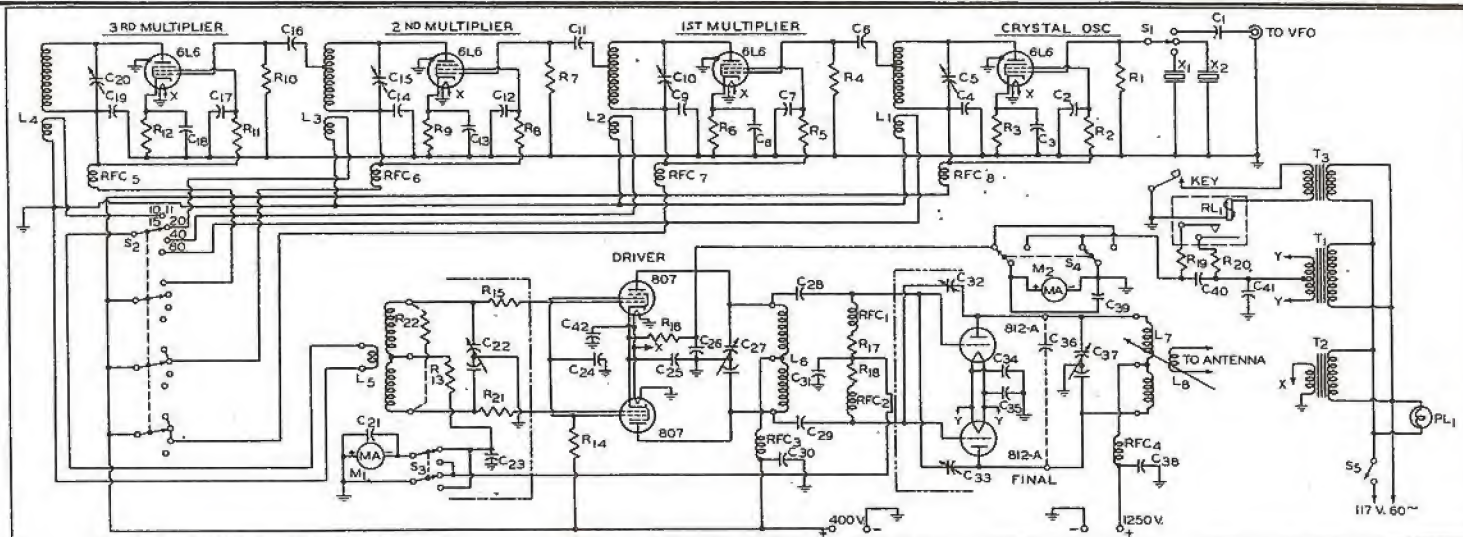 3RD MULTIPLIER 2ND MULTIPLIER 1ST MULTIPLIER CRYSTAL OSC
C16 C11 C6 S1 C1 TO VFO
6L6 6L6 6L6 6L6
C20 R10 C15 R7 C10 R4 C5 R1 X1 X2
C19 X C17 C14 X C12 C9 X C7 C4 X C2
L4 R12 C18 R11 L3 R9 C13 R8 L2 R6 C8 R5 L1 R3 C3 R2
RFC5 RFC6 RFC7 RFC8 KEY T3
RL1
10,11
15
20
40
80
S2
DRIVER
807
M2 MA S4 R19 R20 Y T1
C32 C39 C40 C41 Y
R15 C28
R22 C22 C42 R16 C26 C27 RFC1 812-A L7
X R17 C36 C37 TO ANTENNA T2
R13 C24 C25 L6 C31 R18 C34 L8 X
L5 C35
R21 RFC2 Y Y
C21 807 C29 RFC4 PL1
MA R14 RFC3 812-A
M1 S3 C23 C30 C33 FINAL C38 S5
400 V. 1250 V. 117 V. 60~
+ - - +